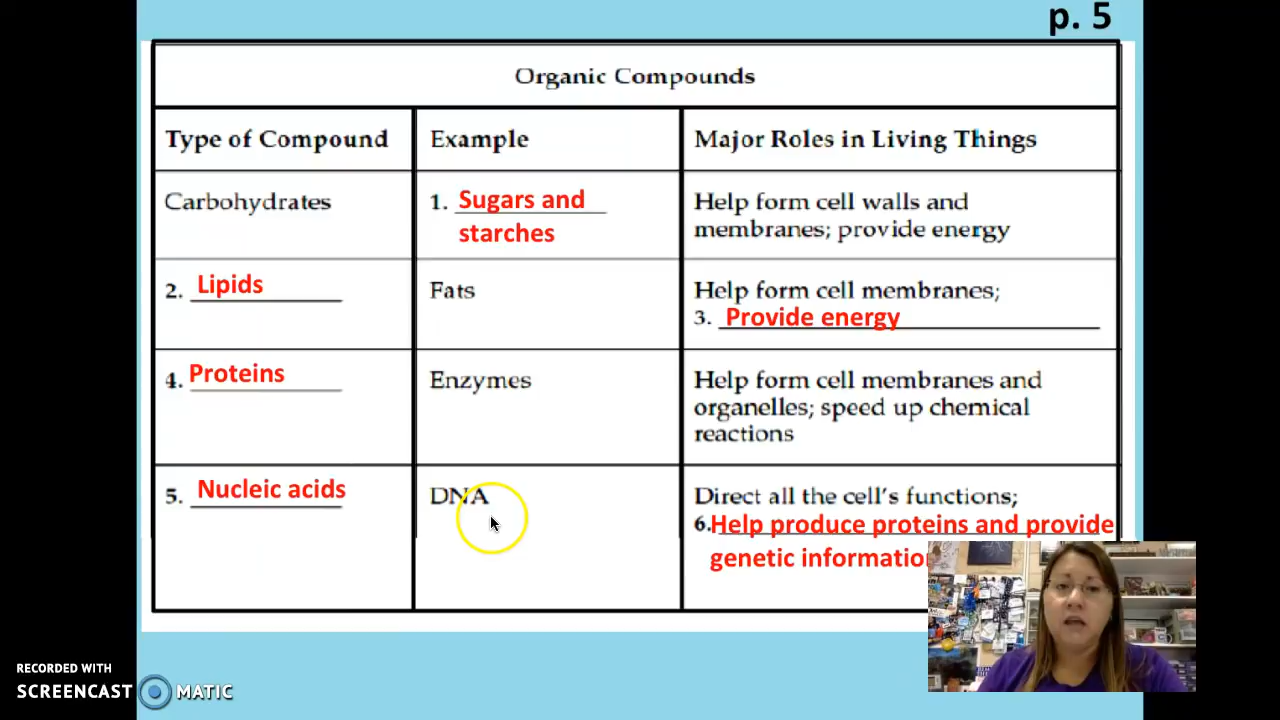 p. 5
Organic Compounds
Type of Compound
Example
Major Roles in Living Things
Carbohydrates
1. Sugars and
starches
Help form cell walls and
membranes; provide energy
2. Lipids
Fats
Help form cell membranes;
3. Provide energy
4. Proteins
Enzymes
Help form cell membranes and
organelles; speed up chemical
reactions
5. Nucleic acids
DNA
Direct all the cell's functions;
6. Help produce proteins and provide
genetic information
RECORDED WITH
SCREENCAST MATIC